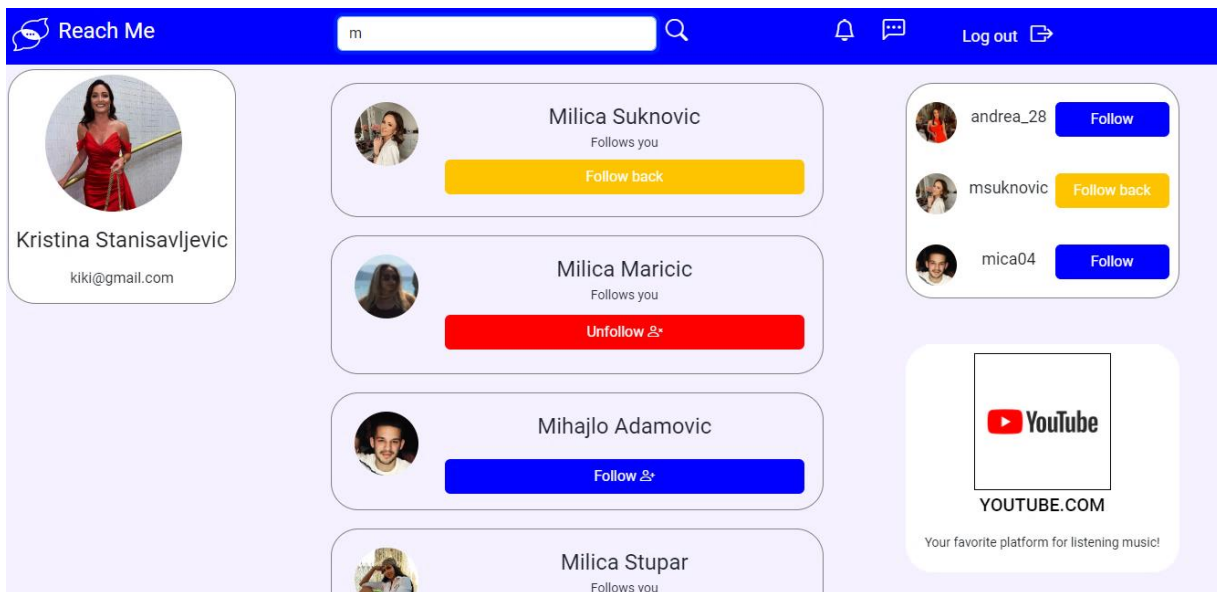 Reach Me
m
Log out
Kristina Stanisavljevic
kiki@gmail.com
Milica Suknovic
Follows you
Follow back
Milica Maricic
Follows you
Unfollow
Mihajlo Adamovic
Follow
Milica Stupar
Follows you
andrea_28
Follow
msuknovic
Follow back
mica04
Follow
YouTube
YOUTUBE.COM
Your favorite platform for listening music!